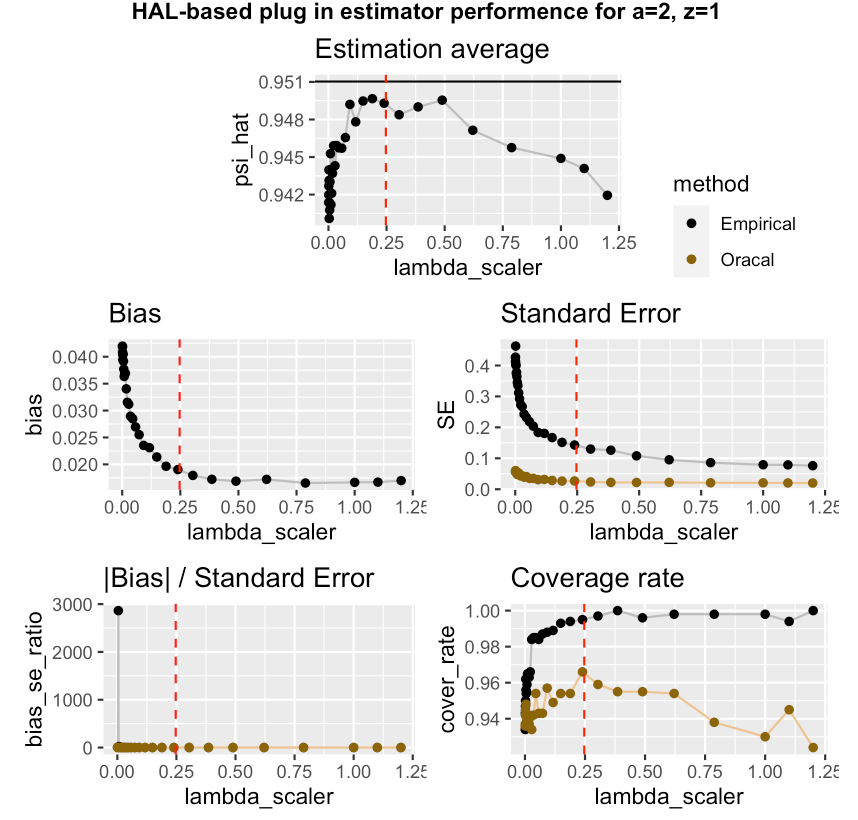 HAL-based plug in estimator performence for a=2, z=1
Estimation average
psi_hat
0.951
0.948
0.945
0.942
0.00 0.25 0.50 0.75 1.00 1.25
lambda_scaler
method
Empirical
Oracal
Bias
bias
0.040
0.035
0.030
0.025
0.020
0.00 0.25 0.50 0.75 1.00 1.25
lambda_scaler
Standard Error
SE
0.4
0.3
0.2
0.1
0.0
0.00 0.25 0.50 0.75 1.00 1.25
lambda_scaler
|Bias| / Standard Error
bias_se_ratio
3000
2000
1000
0
0.00 0.25 0.50 0.75 1.00 1.25
lambda_scaler
Coverage rate
cover_rate
1.00
0.98
0.96
0.94
0.00 0.25 0.50 0.75 1.00 1.25
lambda_scaler